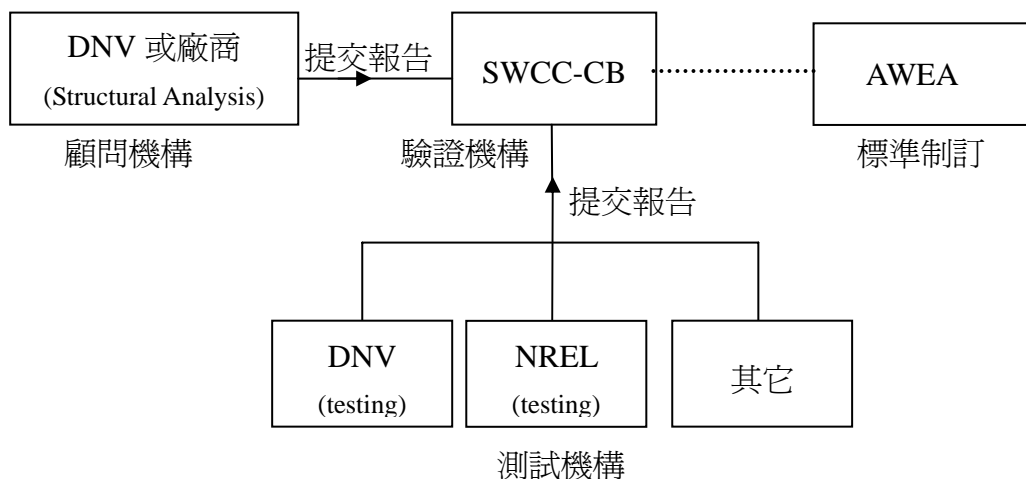 DNV 或廠商
(Structural Analysis)
提交報告
SWCC-CB
AWEA
顧問機構
驗證機構
標準制訂
提交報告
DNV
(testing)
NREL
(testing)
其它
測試機構